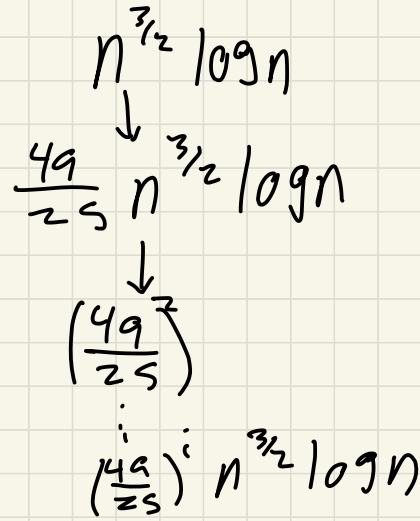 n^{3/2} log n
↓
49/25 n^{3/2} log n
↓
(49/25)^2
⋮
(49/25)^i n^{3/2} log n